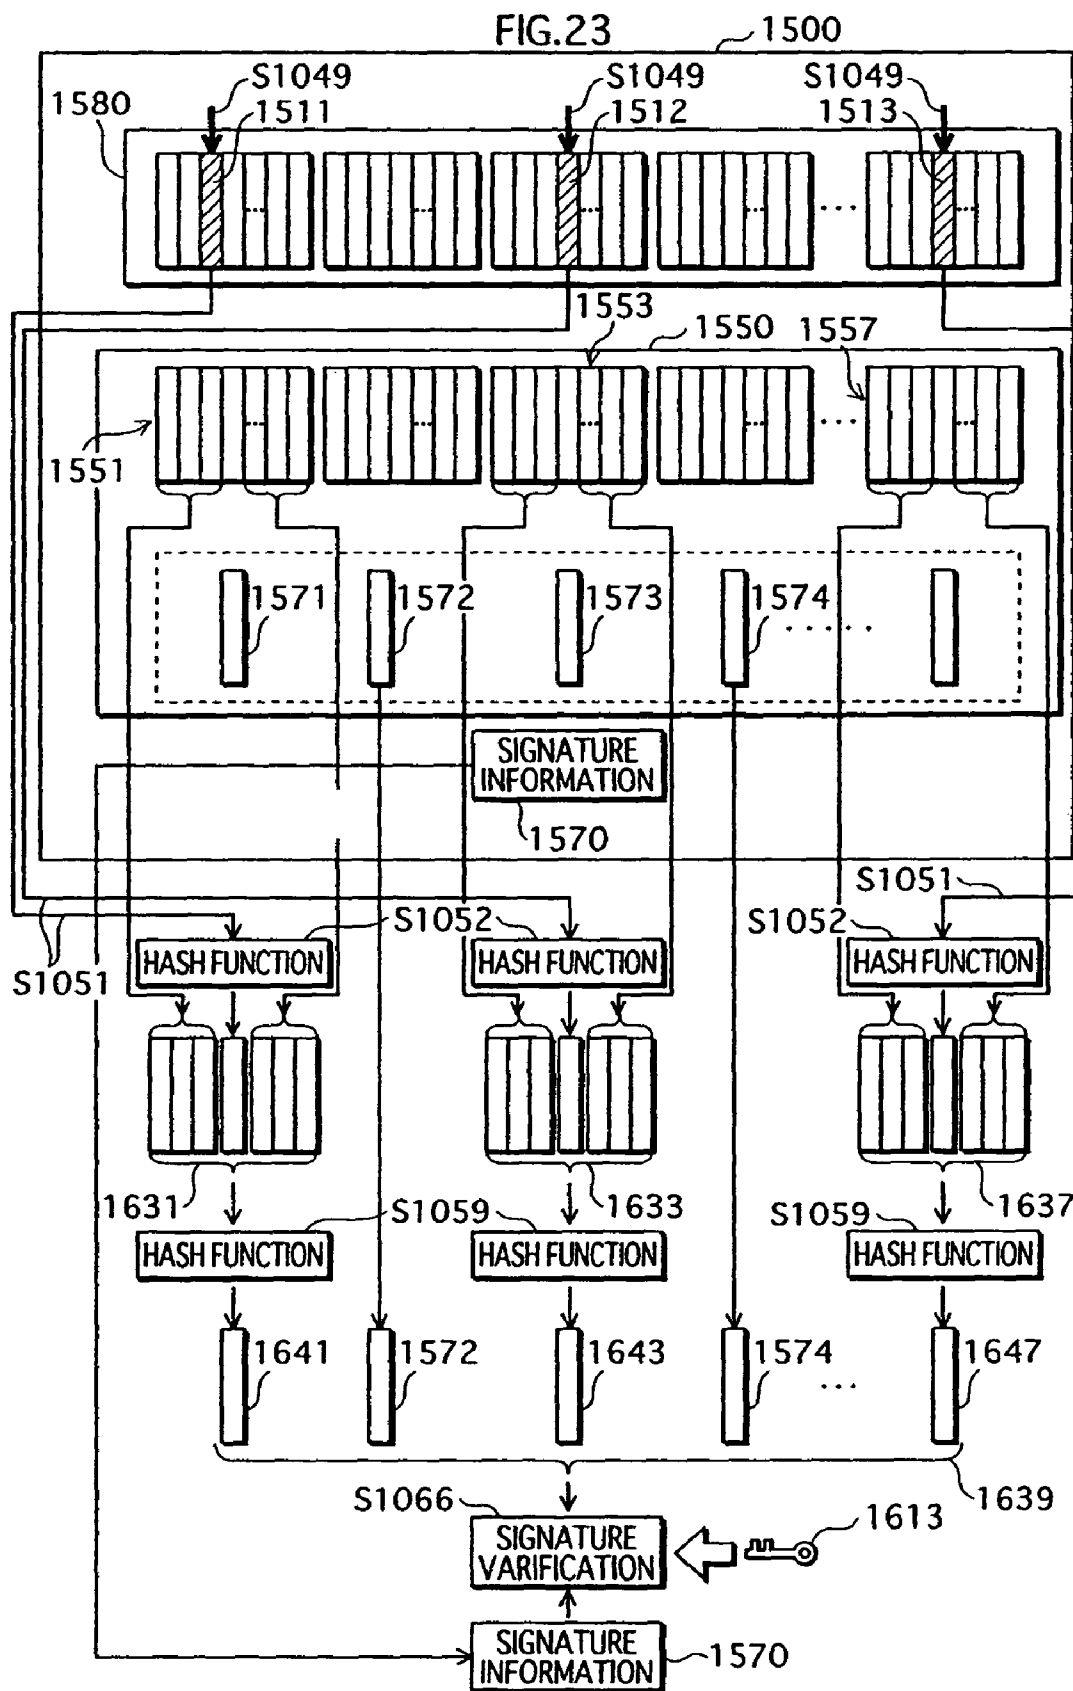 FIG.23
1500
S1049
S1049
S1049
1580
1511
1512
1513
1553
1550
1557
1551
1571
1572
1573
1574
SIGNATURE
INFORMATION
1570
S1051
S1052
S1052
HASH FUNCTION
HASH FUNCTION
HASH FUNCTION
S1051
1631
1633
1637
S1059
S1059
HASH FUNCTION
HASH FUNCTION
HASH FUNCTION
1641
1572
1643
1574
1647
1639
S1066
1613
SIGNATURE
VARIFICATION
SIGNATURE
INFORMATION
1570